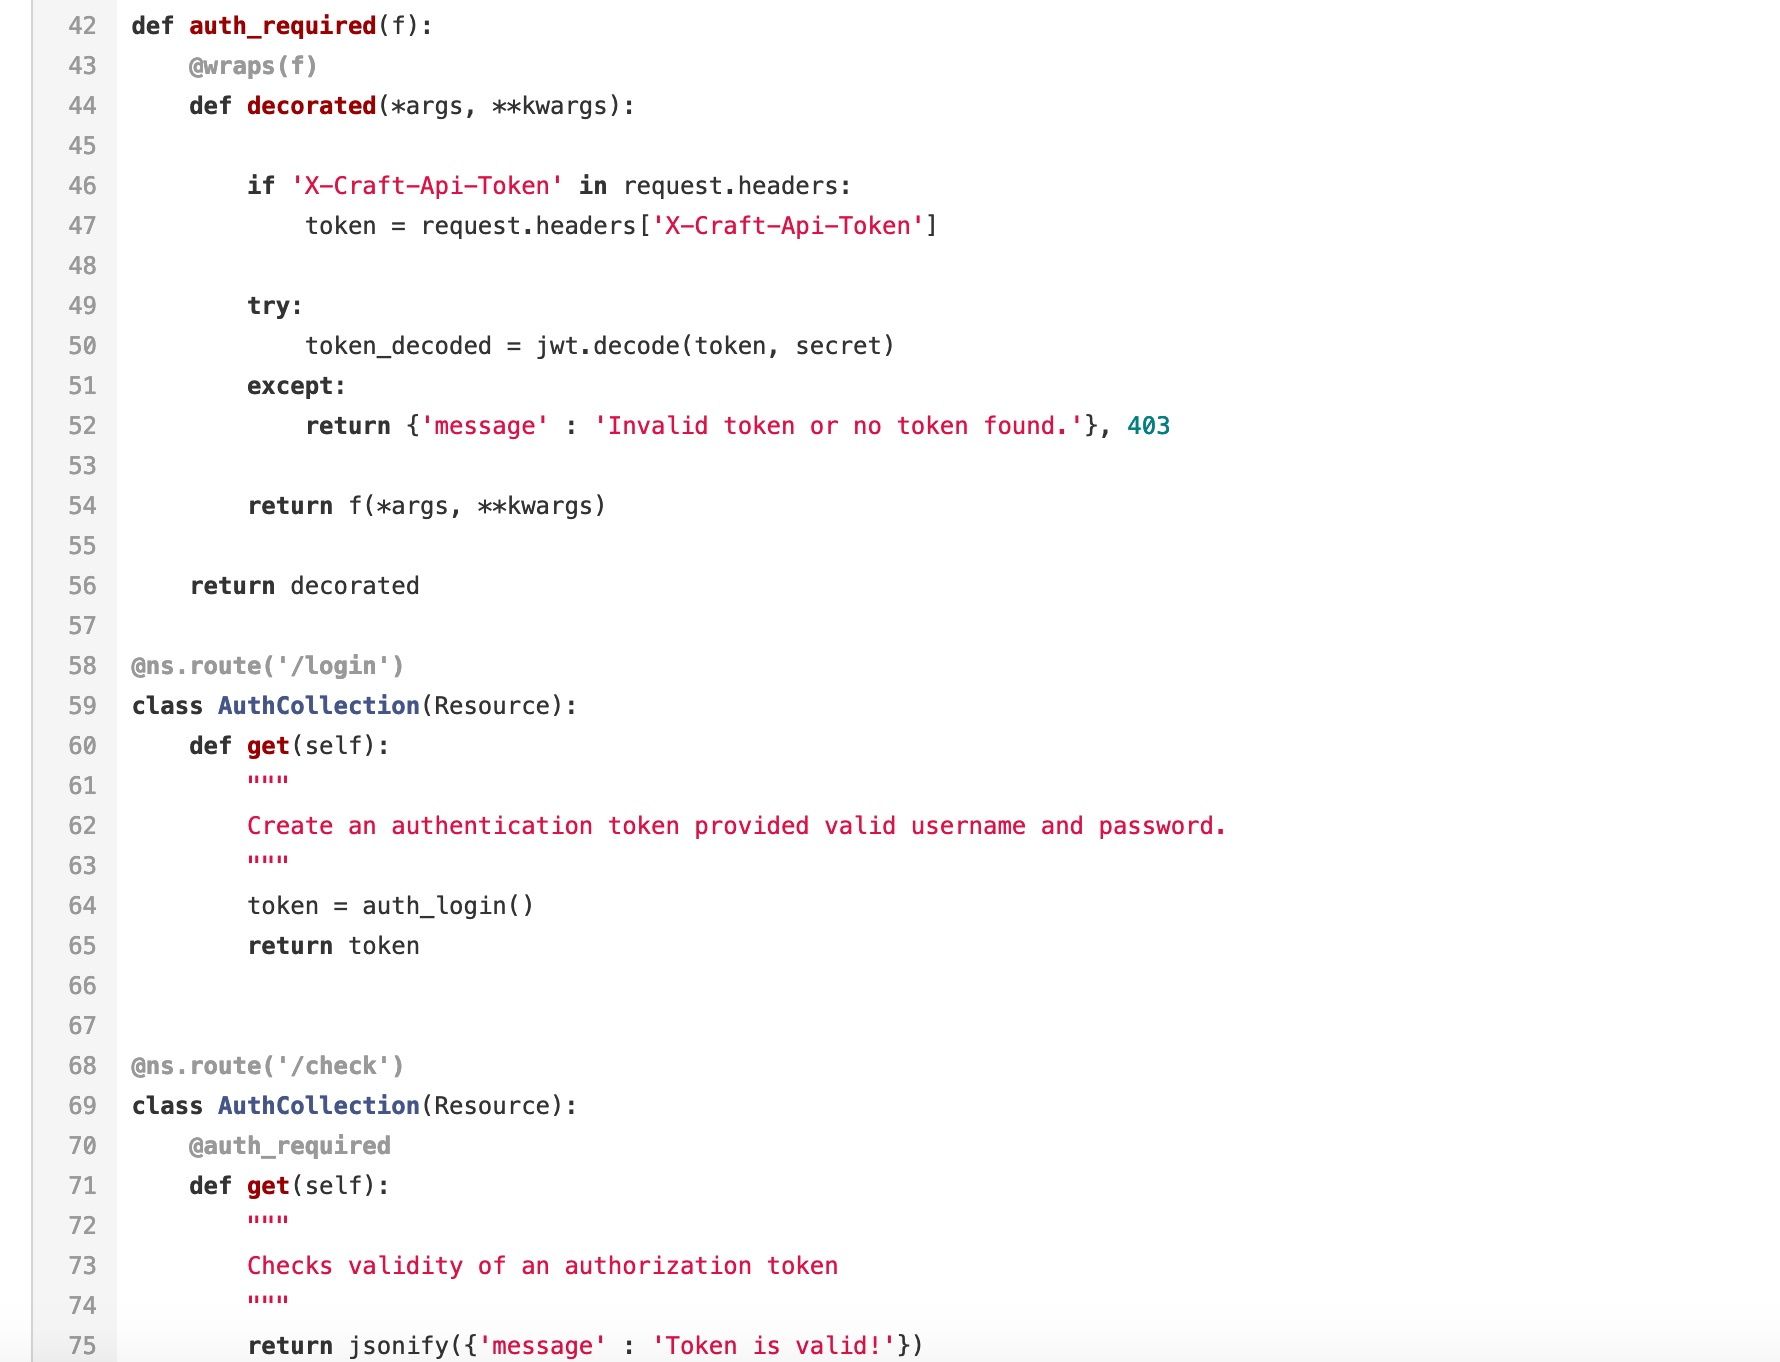 42 def auth_required(f):
43     @wraps(f)
44     def decorated(*args, **kwargs):
45
46         if 'X-Craft-Api-Token' in request.headers:
47             token = request.headers['X-Craft-Api-Token']
48
49         try:
50             token_decoded = jwt.decode(token, secret)
51         except:
52             return {'message' : 'Invalid token or no token found.'}, 403
53
54         return f(*args, **kwargs)
55
56     return decorated
57
58 @ns.route('/login')
59 class AuthCollection(Resource):
60     def get(self):
61         """
62         Create an authentication token provided valid username and password.
63         """
64         token = auth_login()
65         return token
66
67
68 @ns.route('/check')
69 class AuthCollection(Resource):
70     @auth_required
71     def get(self):
72         """
73         Checks validity of an authorization token
74         """
75         return jsonify({'message' : 'Token is valid!'})